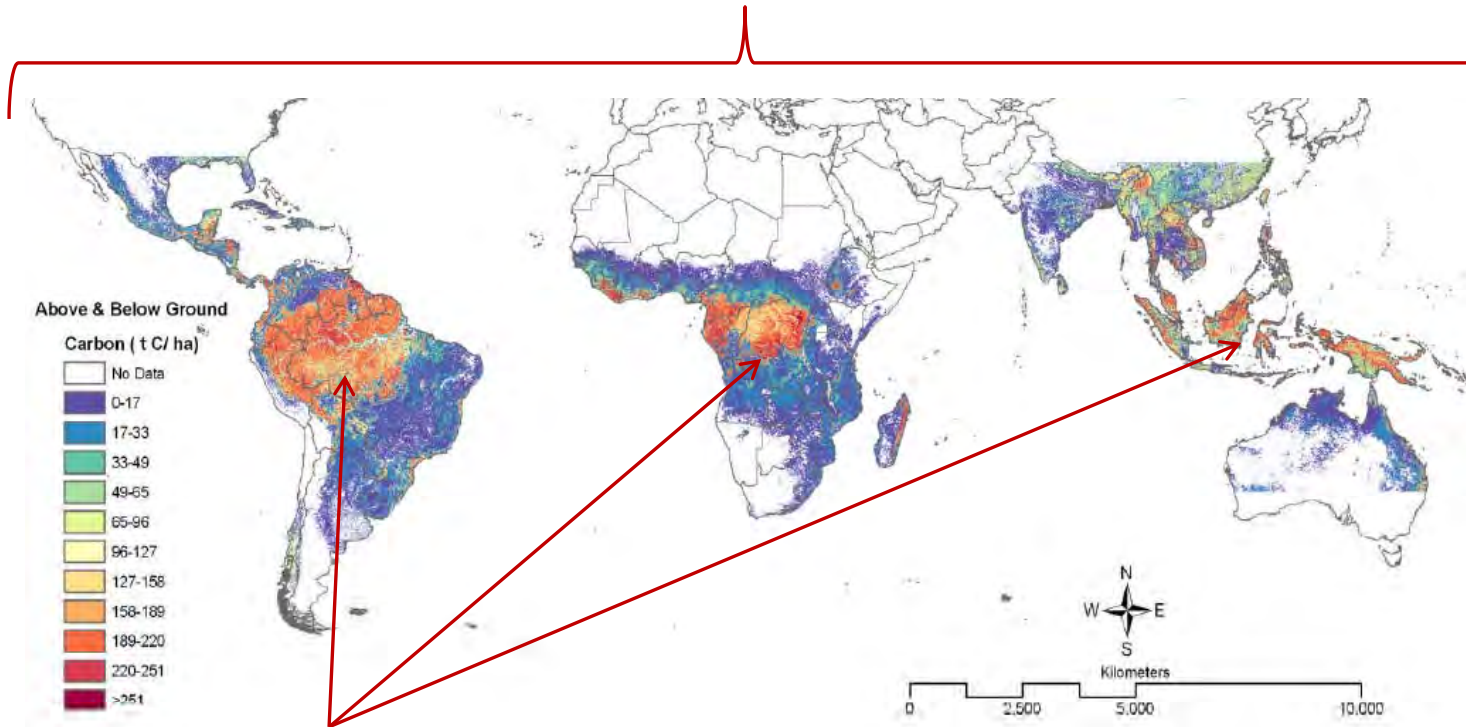 Above & Below Ground
Carbon ( t C/ ha)
No Data
0-17
17-33
33-49
49-65
65-96
96-127
127-158
158-189
189-220
220-251
>251
N
W E
S
Kilometers
0 2,500 5,000 10,000